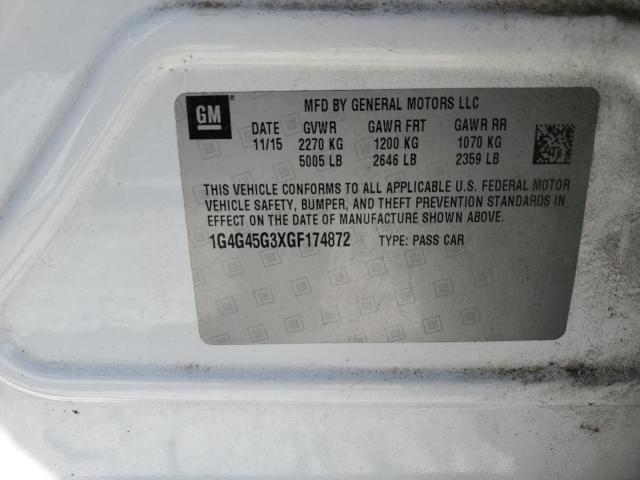 GM MFD BY GENERAL MOTORS LLC
DATE GVWR GAWR FRT GAWR RR
11/15 2270 KG 1200 KG 1070 KG
5005 LB 2646 LB 2359 LB
THIS VEHICLE CONFORMS TO ALL APPLICABLE U.S. FEDERAL MOTOR
VEHICLE SAFETY, BUMPER, AND THEFT PREVENTION STANDARDS IN
EFFECT ON THE DATE OF MANUFACTURE SHOWN ABOVE.
1G4G45G3XGF174872 TYPE: PASS CAR